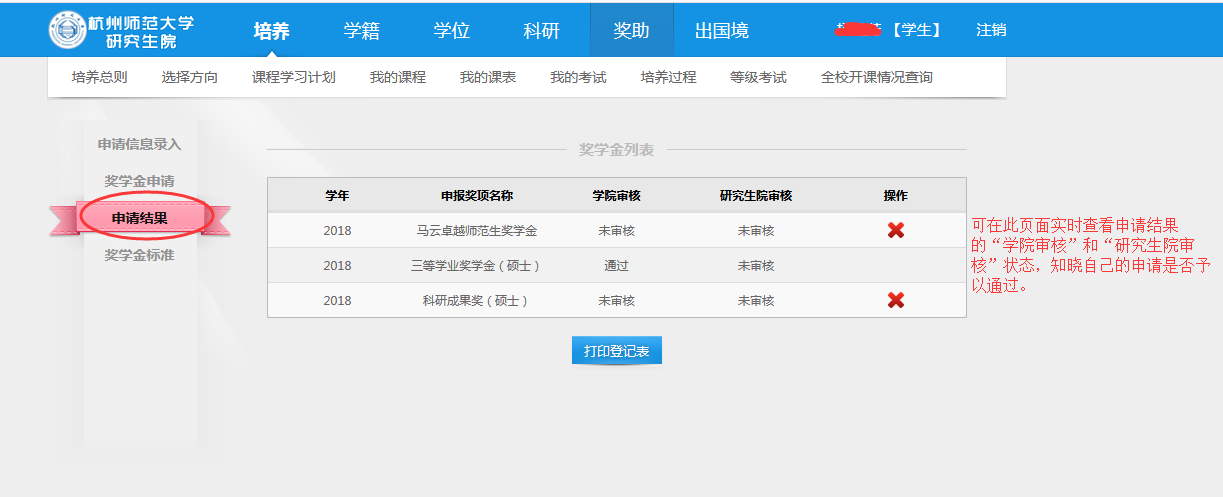 杭州师范大学
研究生院
培养 学籍 学位 科研 奖助 出国境 【学生】 注销
培养总则 选择方向 课程学习计划 我的课程 我的课表 我的考试 培养过程 等级考试 全校开课情况查询
申请信息录入
奖学金申请
申请结果
奖学金标准
奖学金列表
学年 申报奖项名称 学院审核 研究生院审核 操作
2018 马云卓越师范生奖学金 未审核 未审核
2018 三等学业奖学金（硕士） 通过 未审核
2018 科研成果奖（硕士） 未审核 未审核
打印登记表
可在此页面实时查看申请结果
的“学院审核”和“研究生院审
核”状态，知晓自己的申请是否予
以通过。